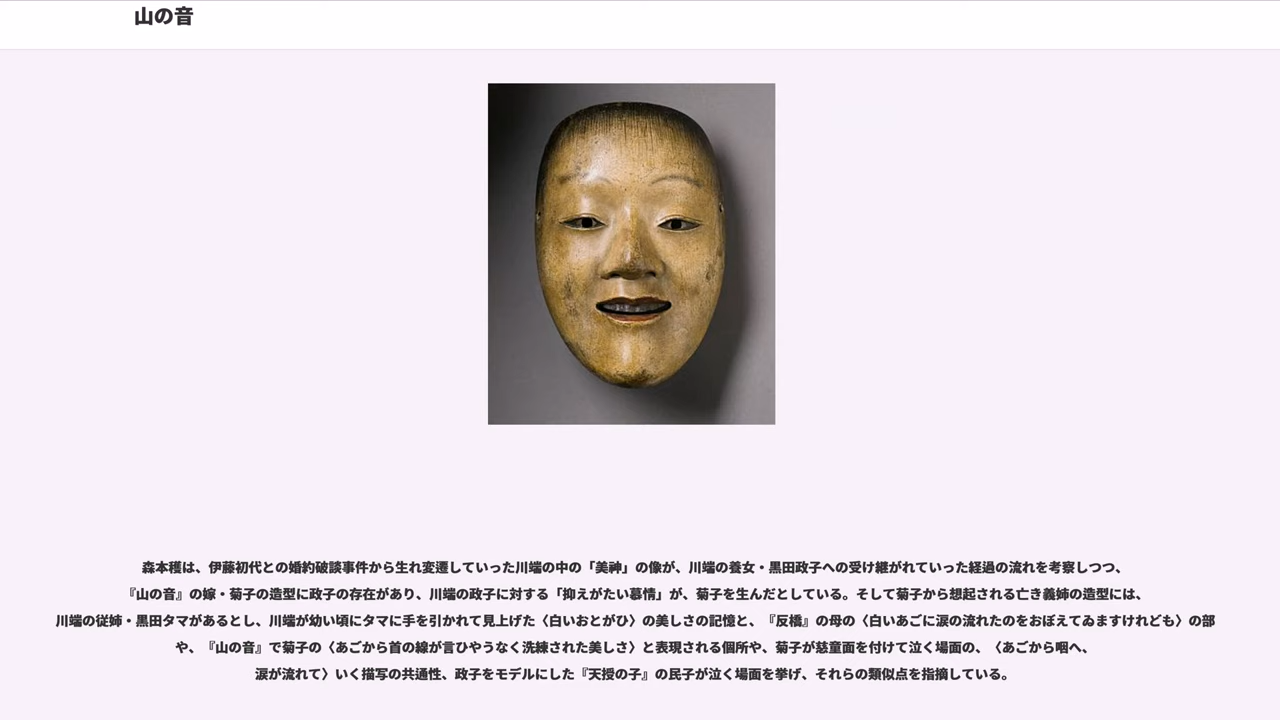 山の音
森本穫は、伊藤初代との婚約破談事件から生れ変遷していった川端の中の「美神」の像が、川端の養女・黒田政子への受け継がれていった経過の流れを考察しつつ、
『山の音』の嫁・菊子の造型に政子の存在があり、川端の政子に対する「抑えがたい慕情」が、菊子を生んだとしている。そして菊子から想起される亡き義姉の造型には、
川端の従姉・黒田タマがあるとし、川端が幼い頃にタマに手を引かれて見上げた〈白いおとがひ〉の美しさの記憶と、『反橋』の母の〈白いあごに涙の流れたのをおぼえてゐますけれども〉の部
や、『山の音』で菊子の〈あごから首の線が言ひやうなく洗練された美しさ〉と表現される個所や、菊子が慈童面を付けて泣く場面の、〈あごから咽へ、
涙が流れて〉いく描写の共通性、政子をモデルにした『天授の子』の民子が泣く場面を挙げ、それらの類似点を指摘している。